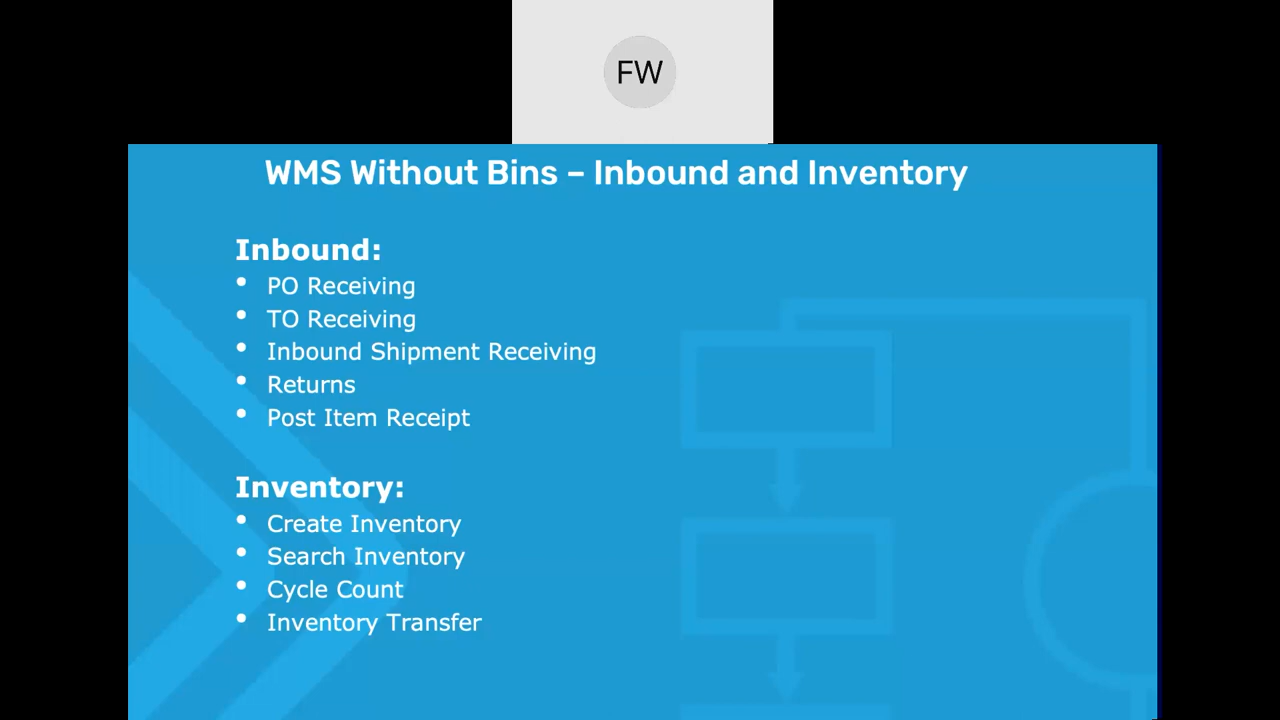 FW
WMS Without Bins – Inbound and Inventory
Inbound:
• PO Receiving
• TO Receiving
• Inbound Shipment Receiving
• Returns
• Post Item Receipt
Inventory:
• Create Inventory
• Search Inventory
• Cycle Count
• Inventory Transfer